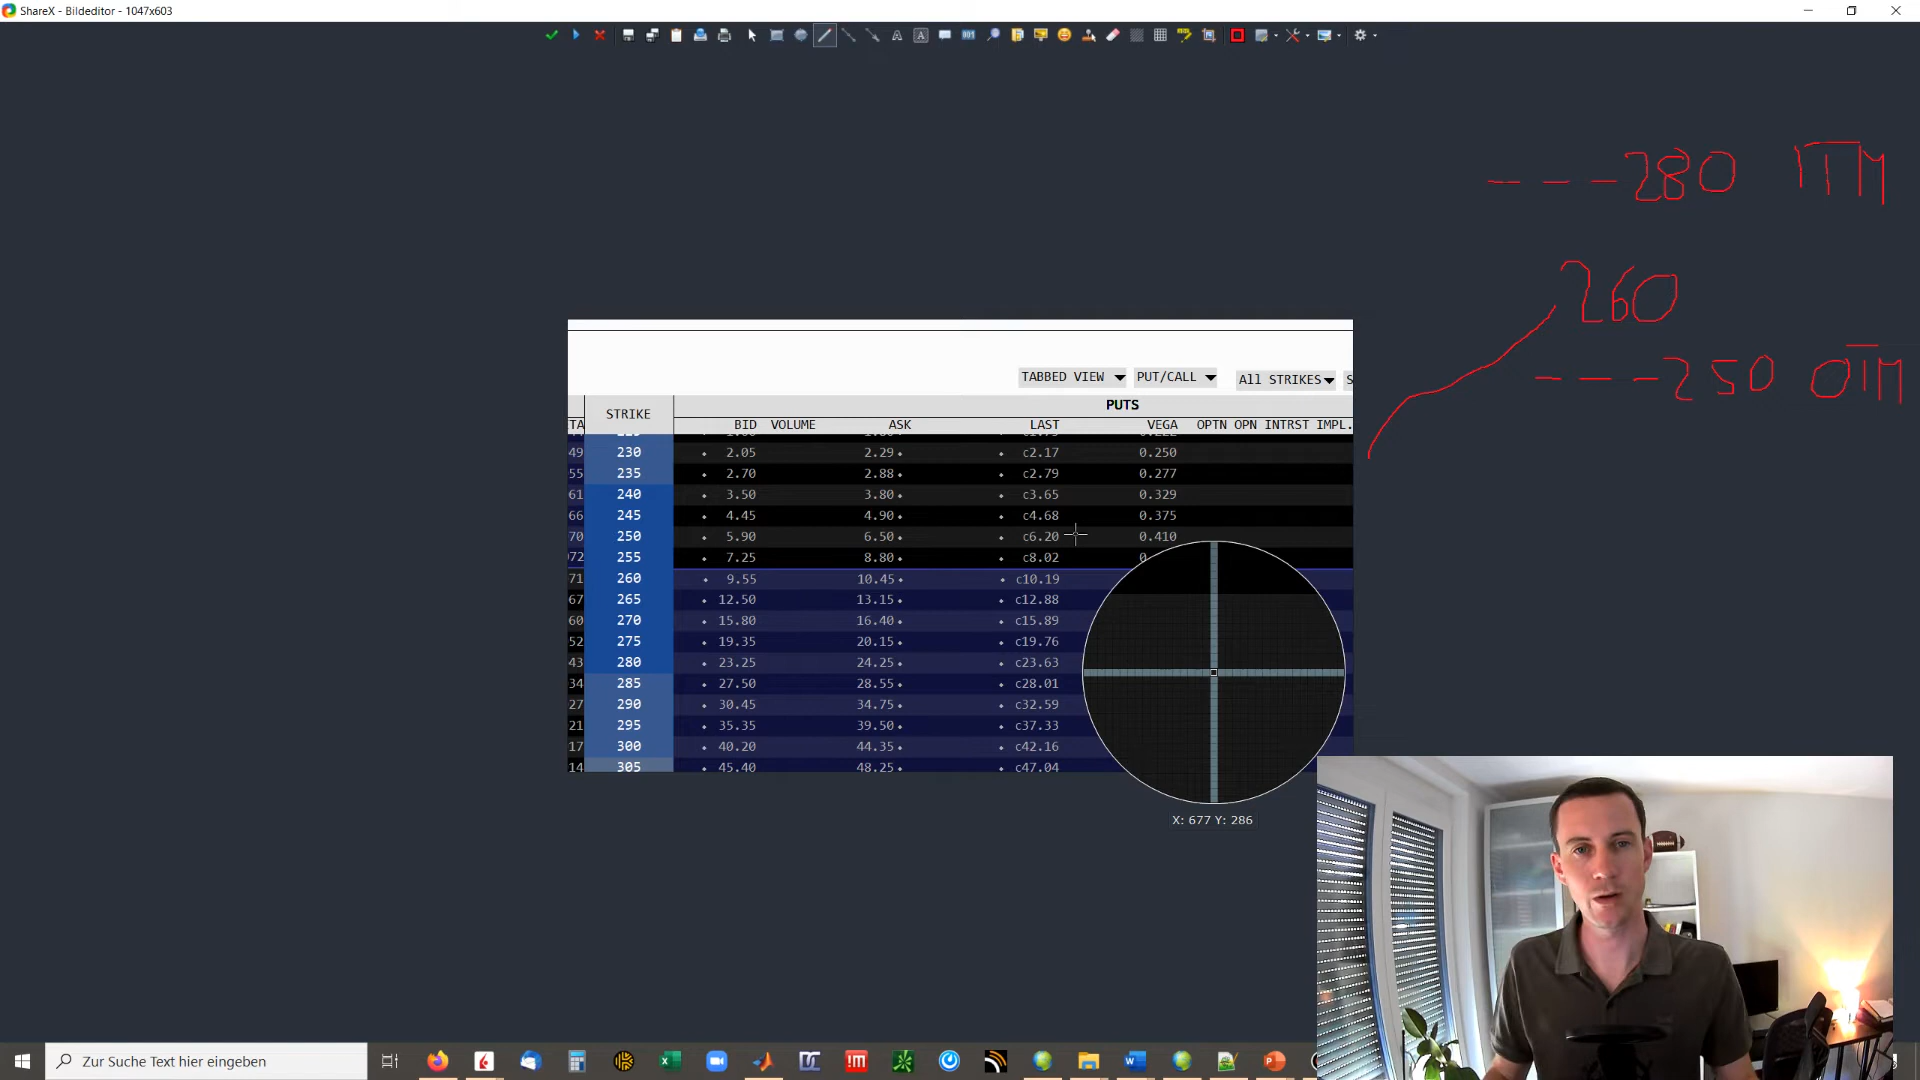 ShareX - Bildeditor - 1047x603
280 ITM
260
250 OTM
TABBED VIEW PUT/CALL All STRIKES S
PUTS
STRIKE
TA BID VOLUME ASK LAST VEGA OPTN OPN INTRST IMPL.
49 230 2.05 2.29 c2.17 0.250
55 235 2.70 2.88 c2.79 0.277
61 240 3.50 3.80 c3.65 0.329
66 245 4.45 4.90 c4.68 0.375
70 250 5.90 6.50 c6.20 0.410
72 255 7.25 8.80 c8.02 0
71 260 9.55 10.45 c10.19
67 265 12.50 13.15 c12.88
60 270 15.80 16.40 c15.89
52 275 19.35 20.15 c19.76
43 280 23.25 24.25 c23.63
34 285 27.50 28.55 c28.01
27 290 30.45 34.75 c32.59
21 295 35.35 39.50 c37.33
17 300 40.20 44.35 c42.16
14 305 45.40 48.25 c47.04
X: 677 Y: 286
Zur Suche Text hier eingeben